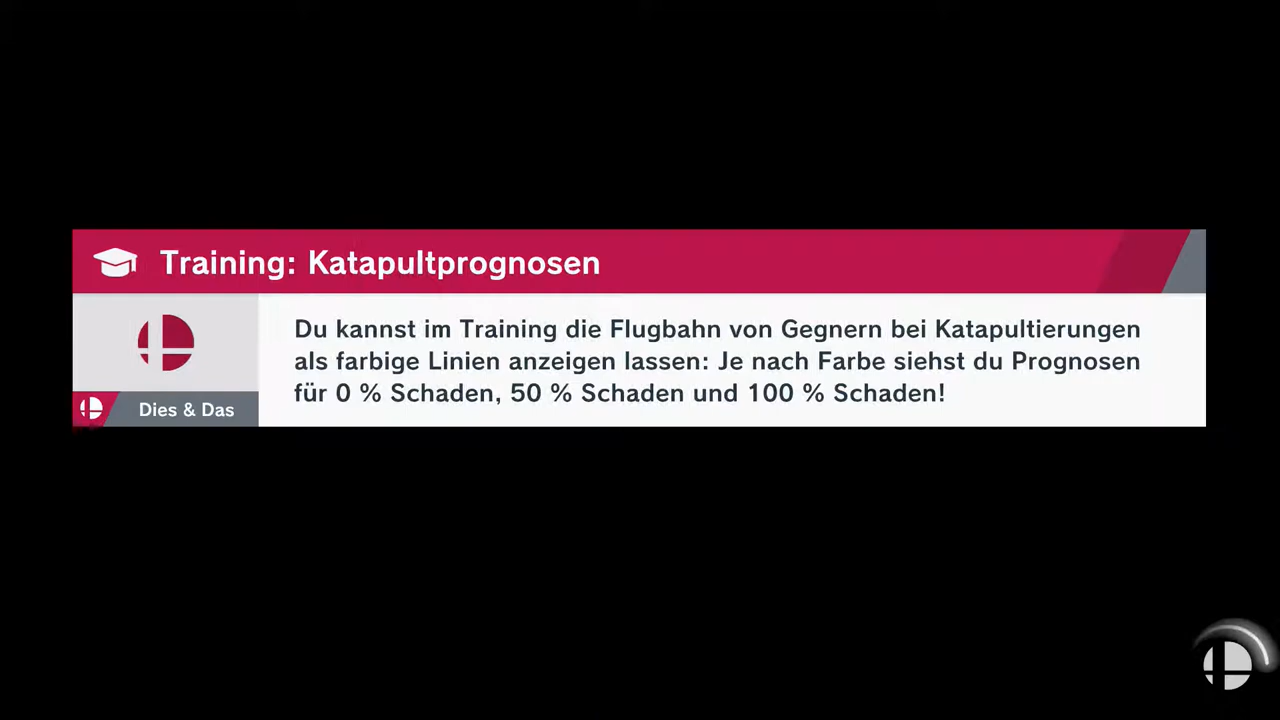 Training: Katapultprognosen
Du kannst im Training die Flugbahn von Gegnern bei Katapultierungen
als farbige Linien anzeigen lassen: Je nach Farbe siehst du Prognosen
für 0 % Schaden, 50 % Schaden und 100 % Schaden!
Dies & Das